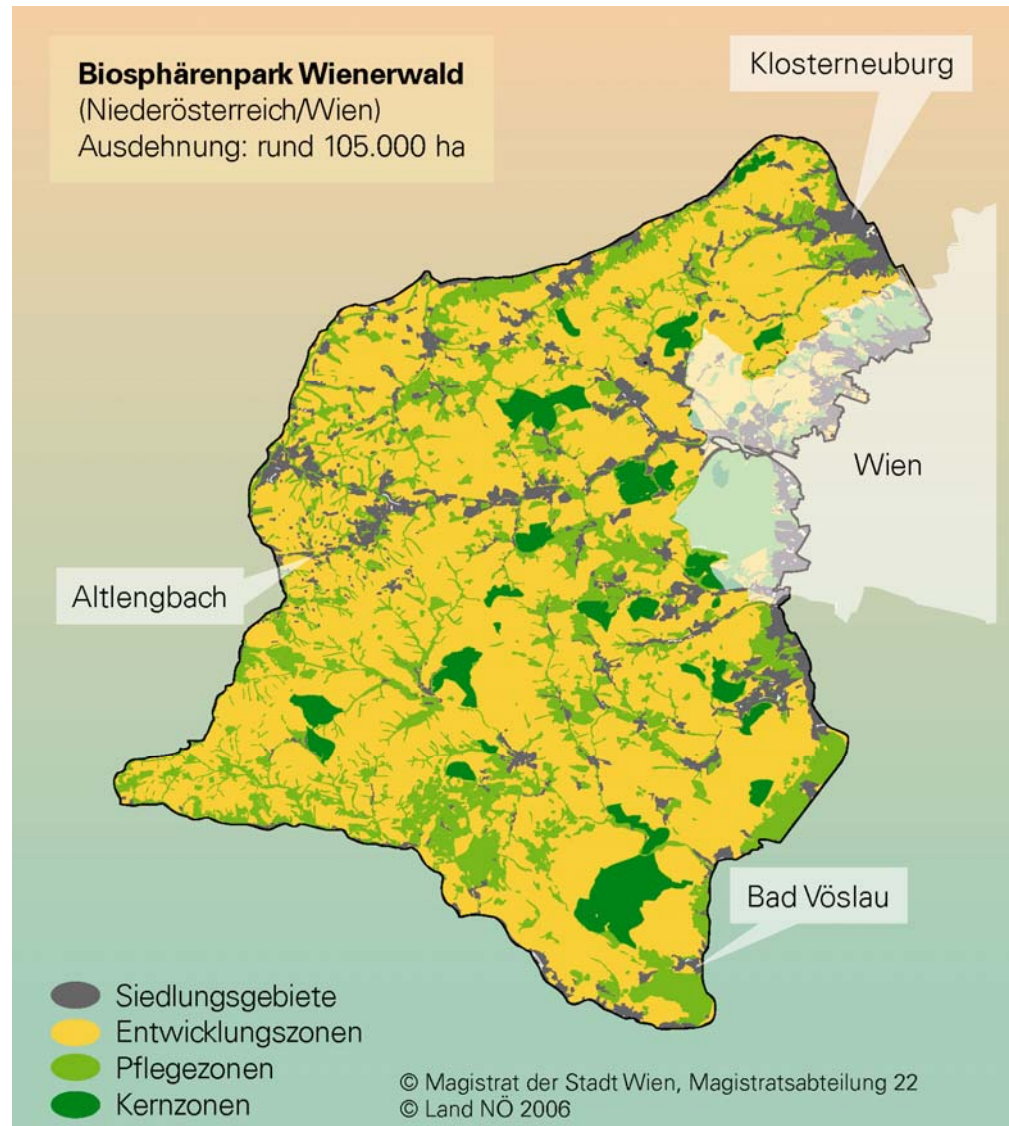 Biosphärenpark Wienerwald
(Niederösterreich/Wien)
Ausdehnung: rund 105.000 ha
Klosterneuburg
Wien
Altlengbach
Bad Vöslau
Siedlungsgebiete
Entwicklungszonen
Pflegezonen
Kernzonen
© Magistrat der Stadt Wien, Magistratsabteilung 22
© Land NÖ 2006